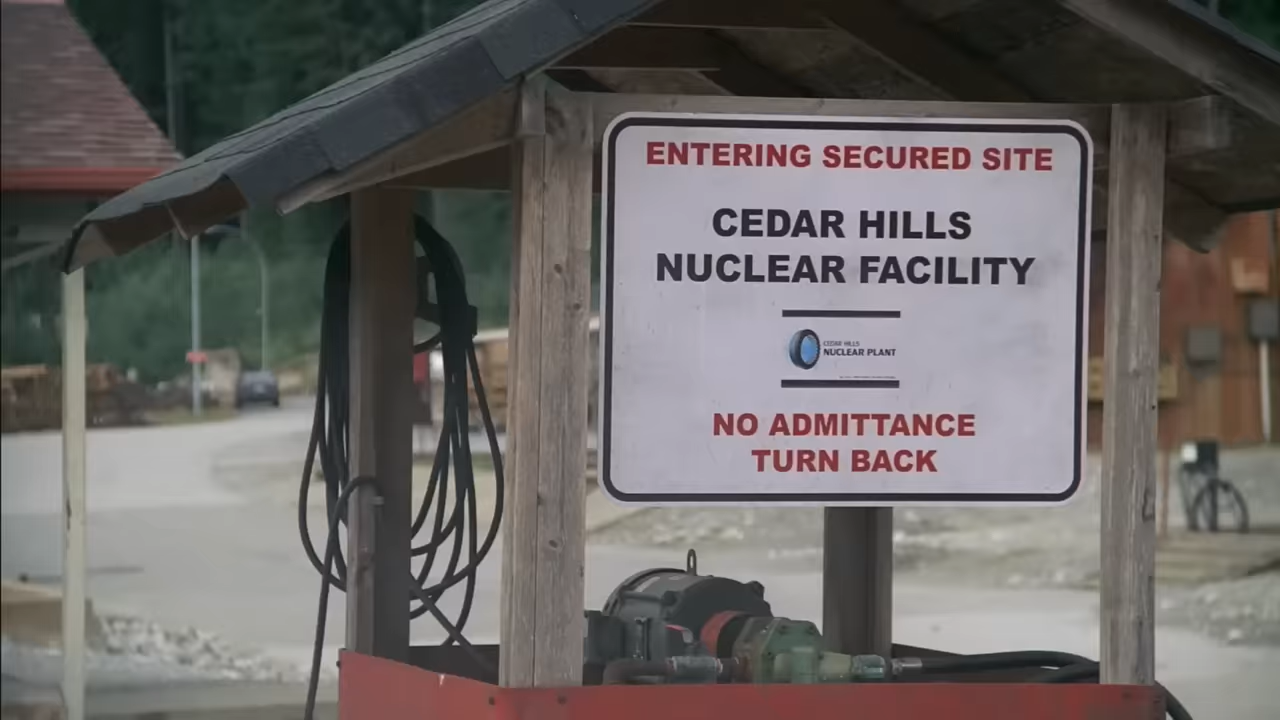 ENTERING SECURED SITE
CEDAR HILLS
NUCLEAR FACILITY
CEDAR HILLS
NUCLEAR PLANT
NO ADMITTANCE
TURN BACK